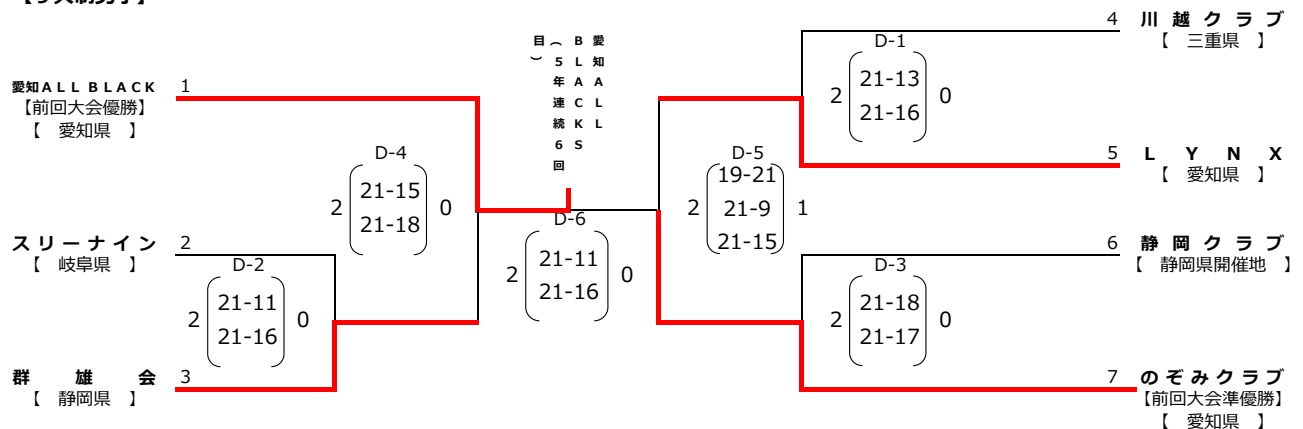 愛知ALL BLACK 1
【前回大会優勝】
【 愛知県 】
スリーナイン 2
【 岐阜県 】
群雄会 3
【 静岡県 】
D-2
2 21-11 0
21-16
D-4
2 21-15 0
21-18
愛知ALL
BLACKS
(5年連続6回
目)
D-6
2 21-11 0
21-16
D-5
19-21
2 21-9 1
21-15
D-1
2 21-13 0
21-16
D-3
2 21-18 0
21-17
4 川越クラブ
【 三重県 】
5 LYNX
【 愛知県 】
6 静岡クラブ
【 静岡県開催地 】
7 のぞみクラブ
【前回大会準優勝】
【 愛知県 】